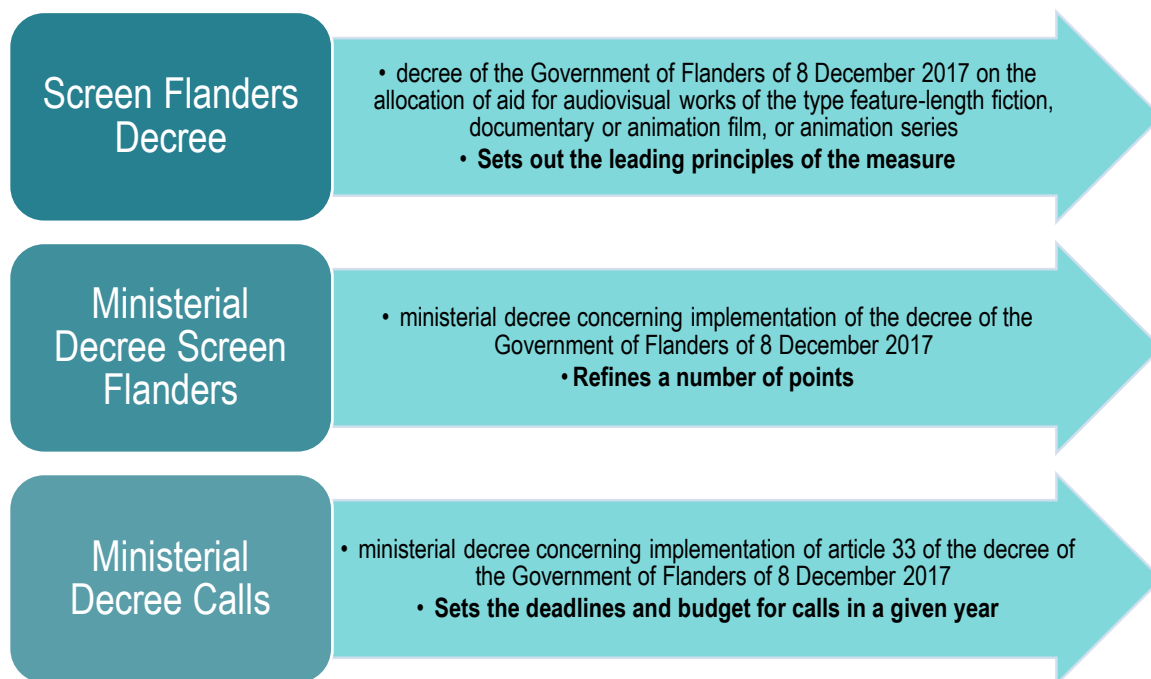 Screen Flanders
Decree
• decree of the Government of Flanders of 8 December 2017 on the
allocation of aid for audiovisual works of the type feature-length fiction,
documentary or animation film, or animation series
• Sets out the leading principles of the measure
Ministerial
Decree Screen
Flanders
• ministerial decree concerning implementation of the decree of the
Government of Flanders of 8 December 2017
• Refines a number of points
Ministerial
Decree Calls
• ministerial decree concerning implementation of article 33 of the decree of
the Government of Flanders of 8 December 2017
• Sets the deadlines and budget for calls in a given year